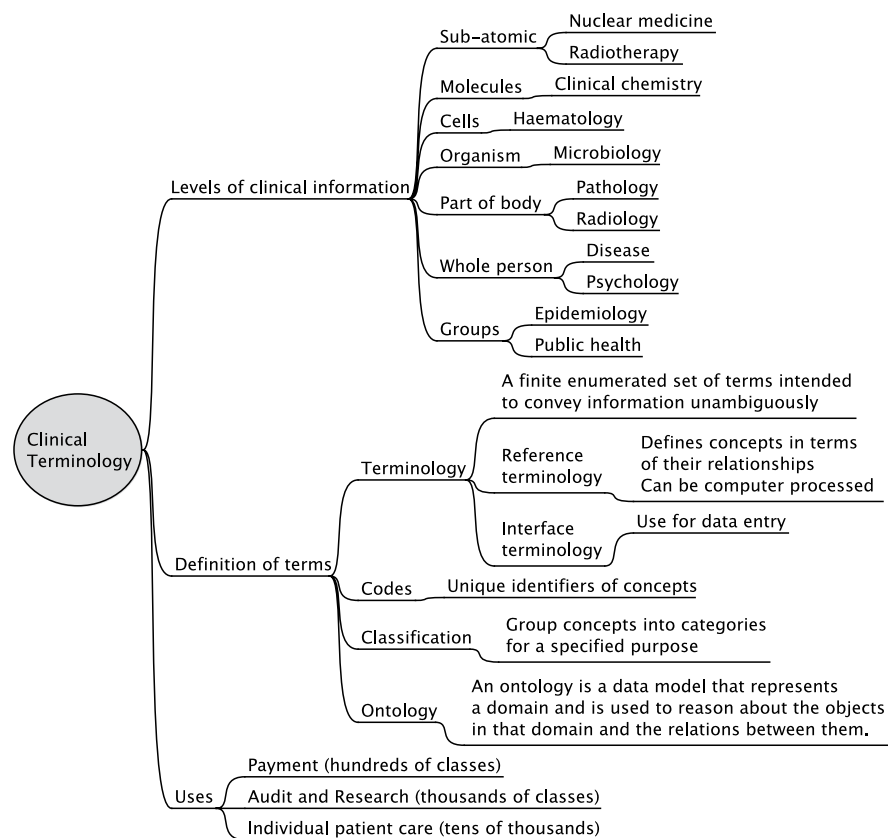 Clinical
Terminology
Levels of clinical information
Sub-atomic
Nuclear medicine
Radiotherapy
Molecules
Clinical chemistry
Cells
Haematology
Organism
Microbiology
Part of body
Pathology
Radiology
Whole person
Disease
Psychology
Groups
Epidemiology
Public health
Definition of terms
Terminology
A finite enumerated set of terms intended
to convey information unambiguously
Reference
terminology
Defines concepts in terms
of their relationships
Can be computer processed
Interface
terminology
Use for data entry
Codes
Unique identifiers of concepts
Classification
Group concepts into categories
for a specified purpose
Ontology
An ontology is a data model that represents
a domain and is used to reason about the objects
in that domain and the relations between them.
Uses
Payment (hundreds of classes)
Audit and Research (thousands of classes)
Individual patient care (tens of thousands)